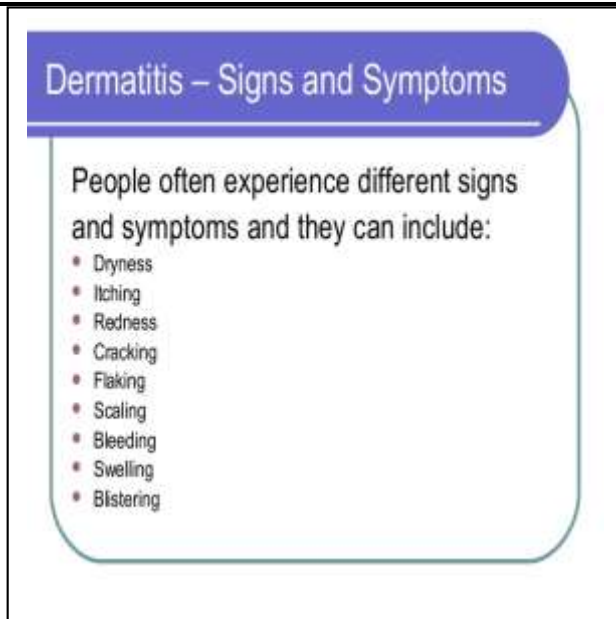 Dermatitis – Signs and Symptoms
People often experience different signs
and symptoms and they can include:
• Dryness
• Itching
• Redness
• Cracking
• Flaking
• Scaling
• Bleeding
• Swelling
• Blistering